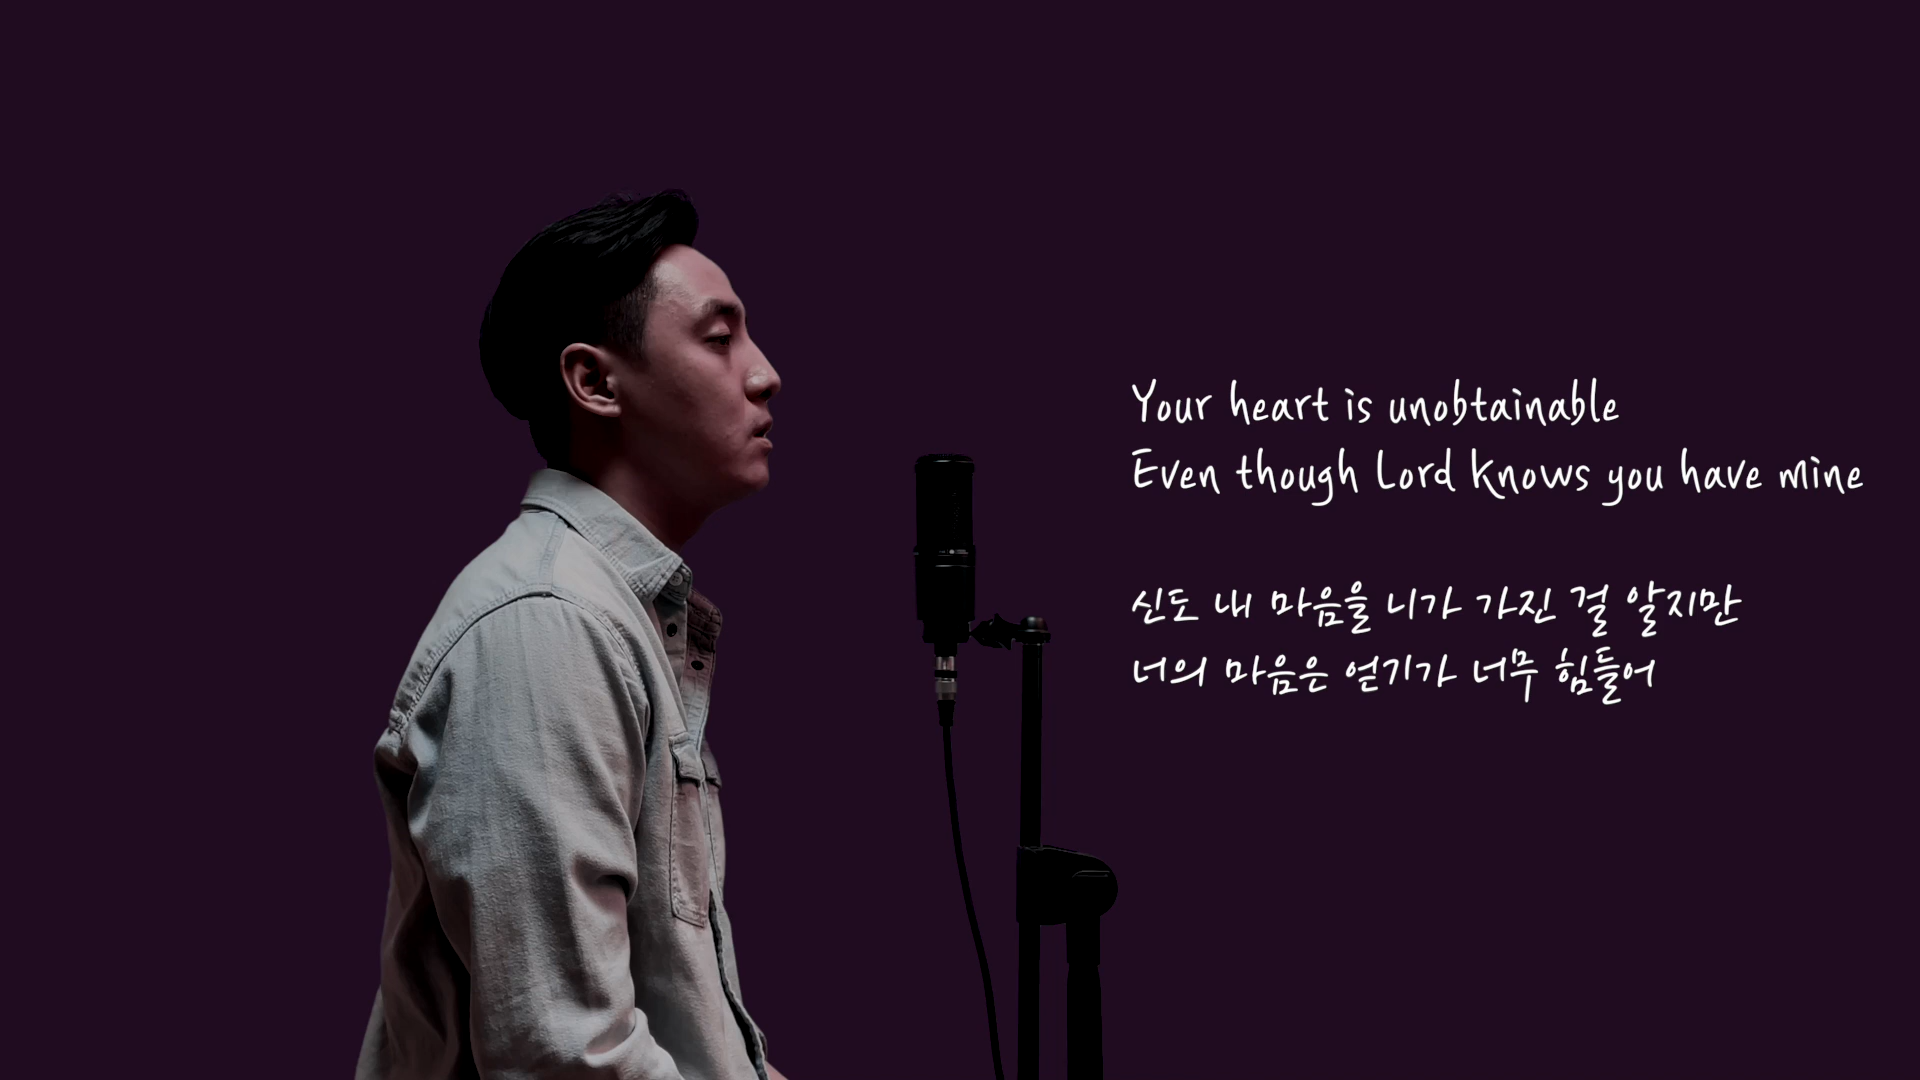 Your heart is unobtainable
Even though Lord knows you have mine
신도 내 마음을 니가 가진 걸 알지만
너의 마음은 얻기가 너무 힘들어